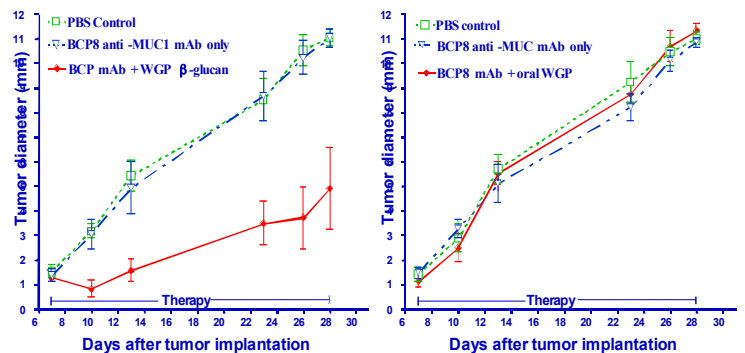 PBS Control
BCP8 anti -MUC1 mAb only
BCP mAb + WGP β-glucan
Tumor diameter (mm)
12
11
10
9
8
7
6
5
4
3
2
1
0
Therapy
6 8 10 12 14 16 18 20 22 24 26 28 30
Days after tumor implantation
PBS control
BCP8 anti -MUC mAb only
BCP8 mAb + oral WGP
Tumor diameter (mm)
12
11
10
9
8
7
6
5
4
3
2
1
0
Therapy
6 8 10 12 14 16 18 20 22 24 26 28 30
Days after tumor implantation